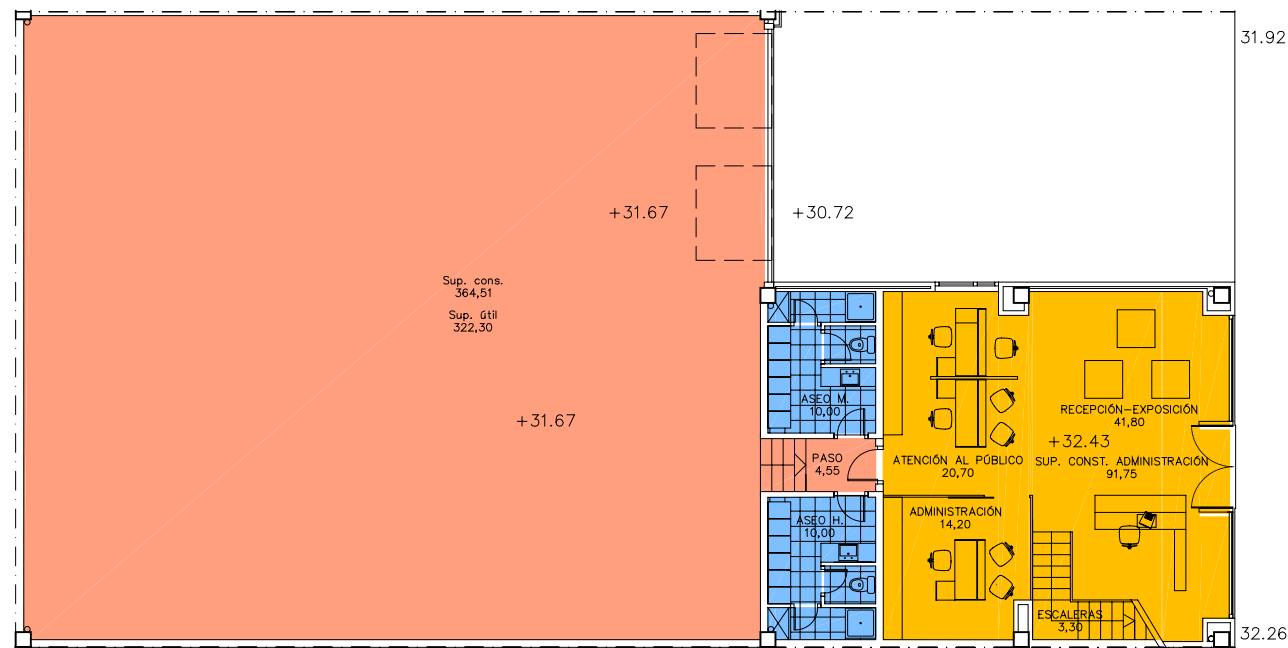 31.92
+31.67
+30.72
Sup. cons.
364,51
Sup. útil
322,30
+31.67
ASEO M.
10,00
RECEPCIÓN-EXPOSICIÓN
41,80
+32.43
PASO
4,55
ATENCIÓN AL PÚBLICO
20,70
SUP. CONST. ADMINISTRACIÓN
91,75
ASEO H.
10,00
ADMINISTRACIÓN
14,20
ESCALERAS
3,30
32.26